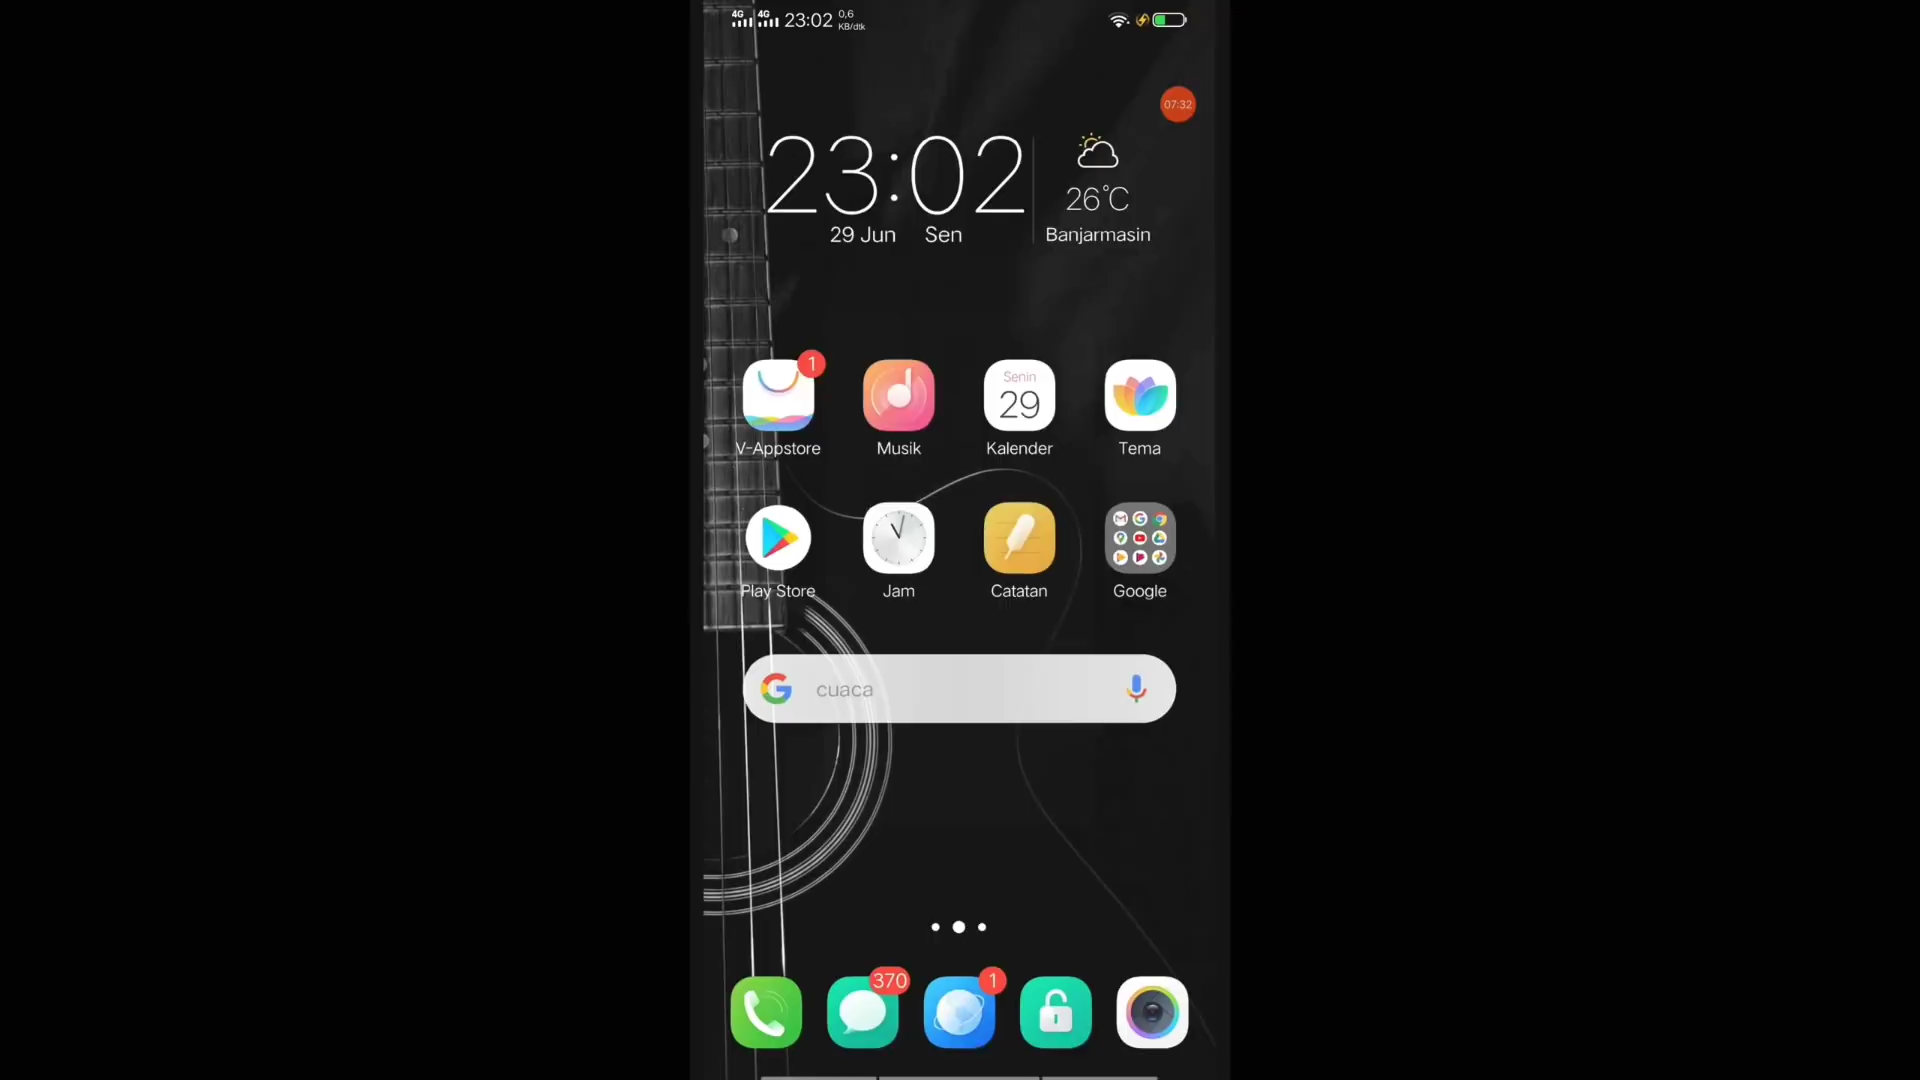 4G 4G 23:02 0,6
KB/dtk
07:32
23:02
29 Jun Sen
26°C
Banjarmasin
1
Senin
29
V-Appstore Musik Kalender Tema
Play Store Jam Catatan Google
cuaca
370 1